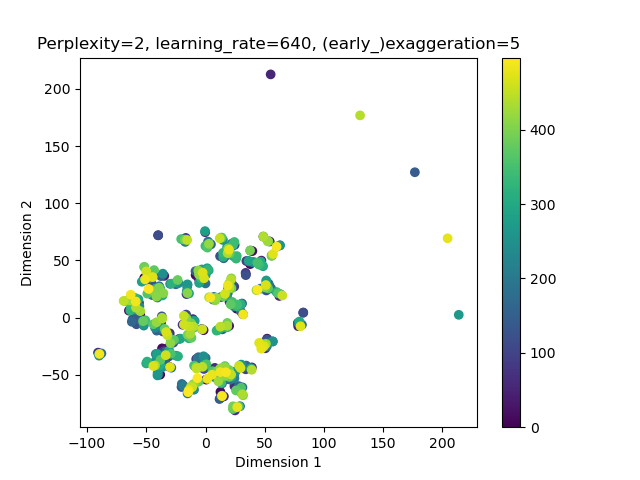 Perplexity=2, learning_rate=640, (early_)exaggeration=5
200
150
100
50
0
−50
−100 −50 0 50 100 150 200
Dimension 1
Dimension 2
400
300
200
100
0